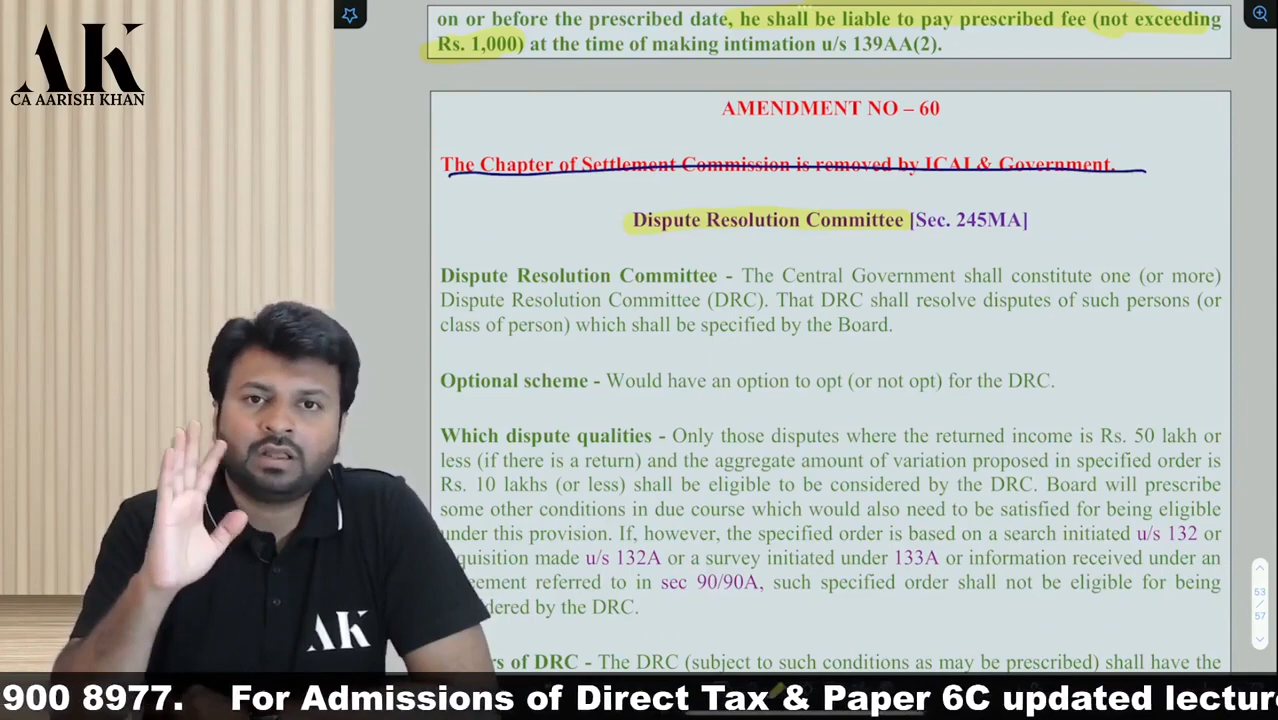 on or before the prescribed date, he shall be liable to pay prescribed fee (not exceeding
Rs. 1,000) at the time of making intimation u/s 139AA(2).
AK
CA AARISH KHAN
AMENDMENT NO – 60
The Chapter of Settlement Commission is removed by ICAI & Government.
Dispute Resolution Committee [Sec. 245MA]
Dispute Resolution Committee - The Central Government shall constitute one (or more)
Dispute Resolution Committee (DRC). That DRC shall resolve disputes of such persons (or
class of person) which shall be specified by the Board.
Optional scheme - Would have an option to opt (or not opt) for the DRC.
Which dispute qualities - Only those disputes where the returned income is Rs. 50 lakh or
less (if there is a return) and the aggregate amount of variation proposed in specified order is
Rs. 10 lakhs (or less) shall be eligible to be considered by the DRC. Board will prescribe
some other conditions in due course which would also need to be satisfied for being eligible
under this provision. If, however, the specified order is based on a search initiated u/s 132 or
quisition made u/s 132A or a survey initiated under 133A or information received under an
eement referred to in sec 90/90A, such specified order shall not be eligible for being
dered by the DRC.
53
/
57
AK
rs of DRC - The DRC (subject to such conditions as may be prescribed) shall have the
900 8977. For Admissions of Direct Tax & Paper 6C updated lectur